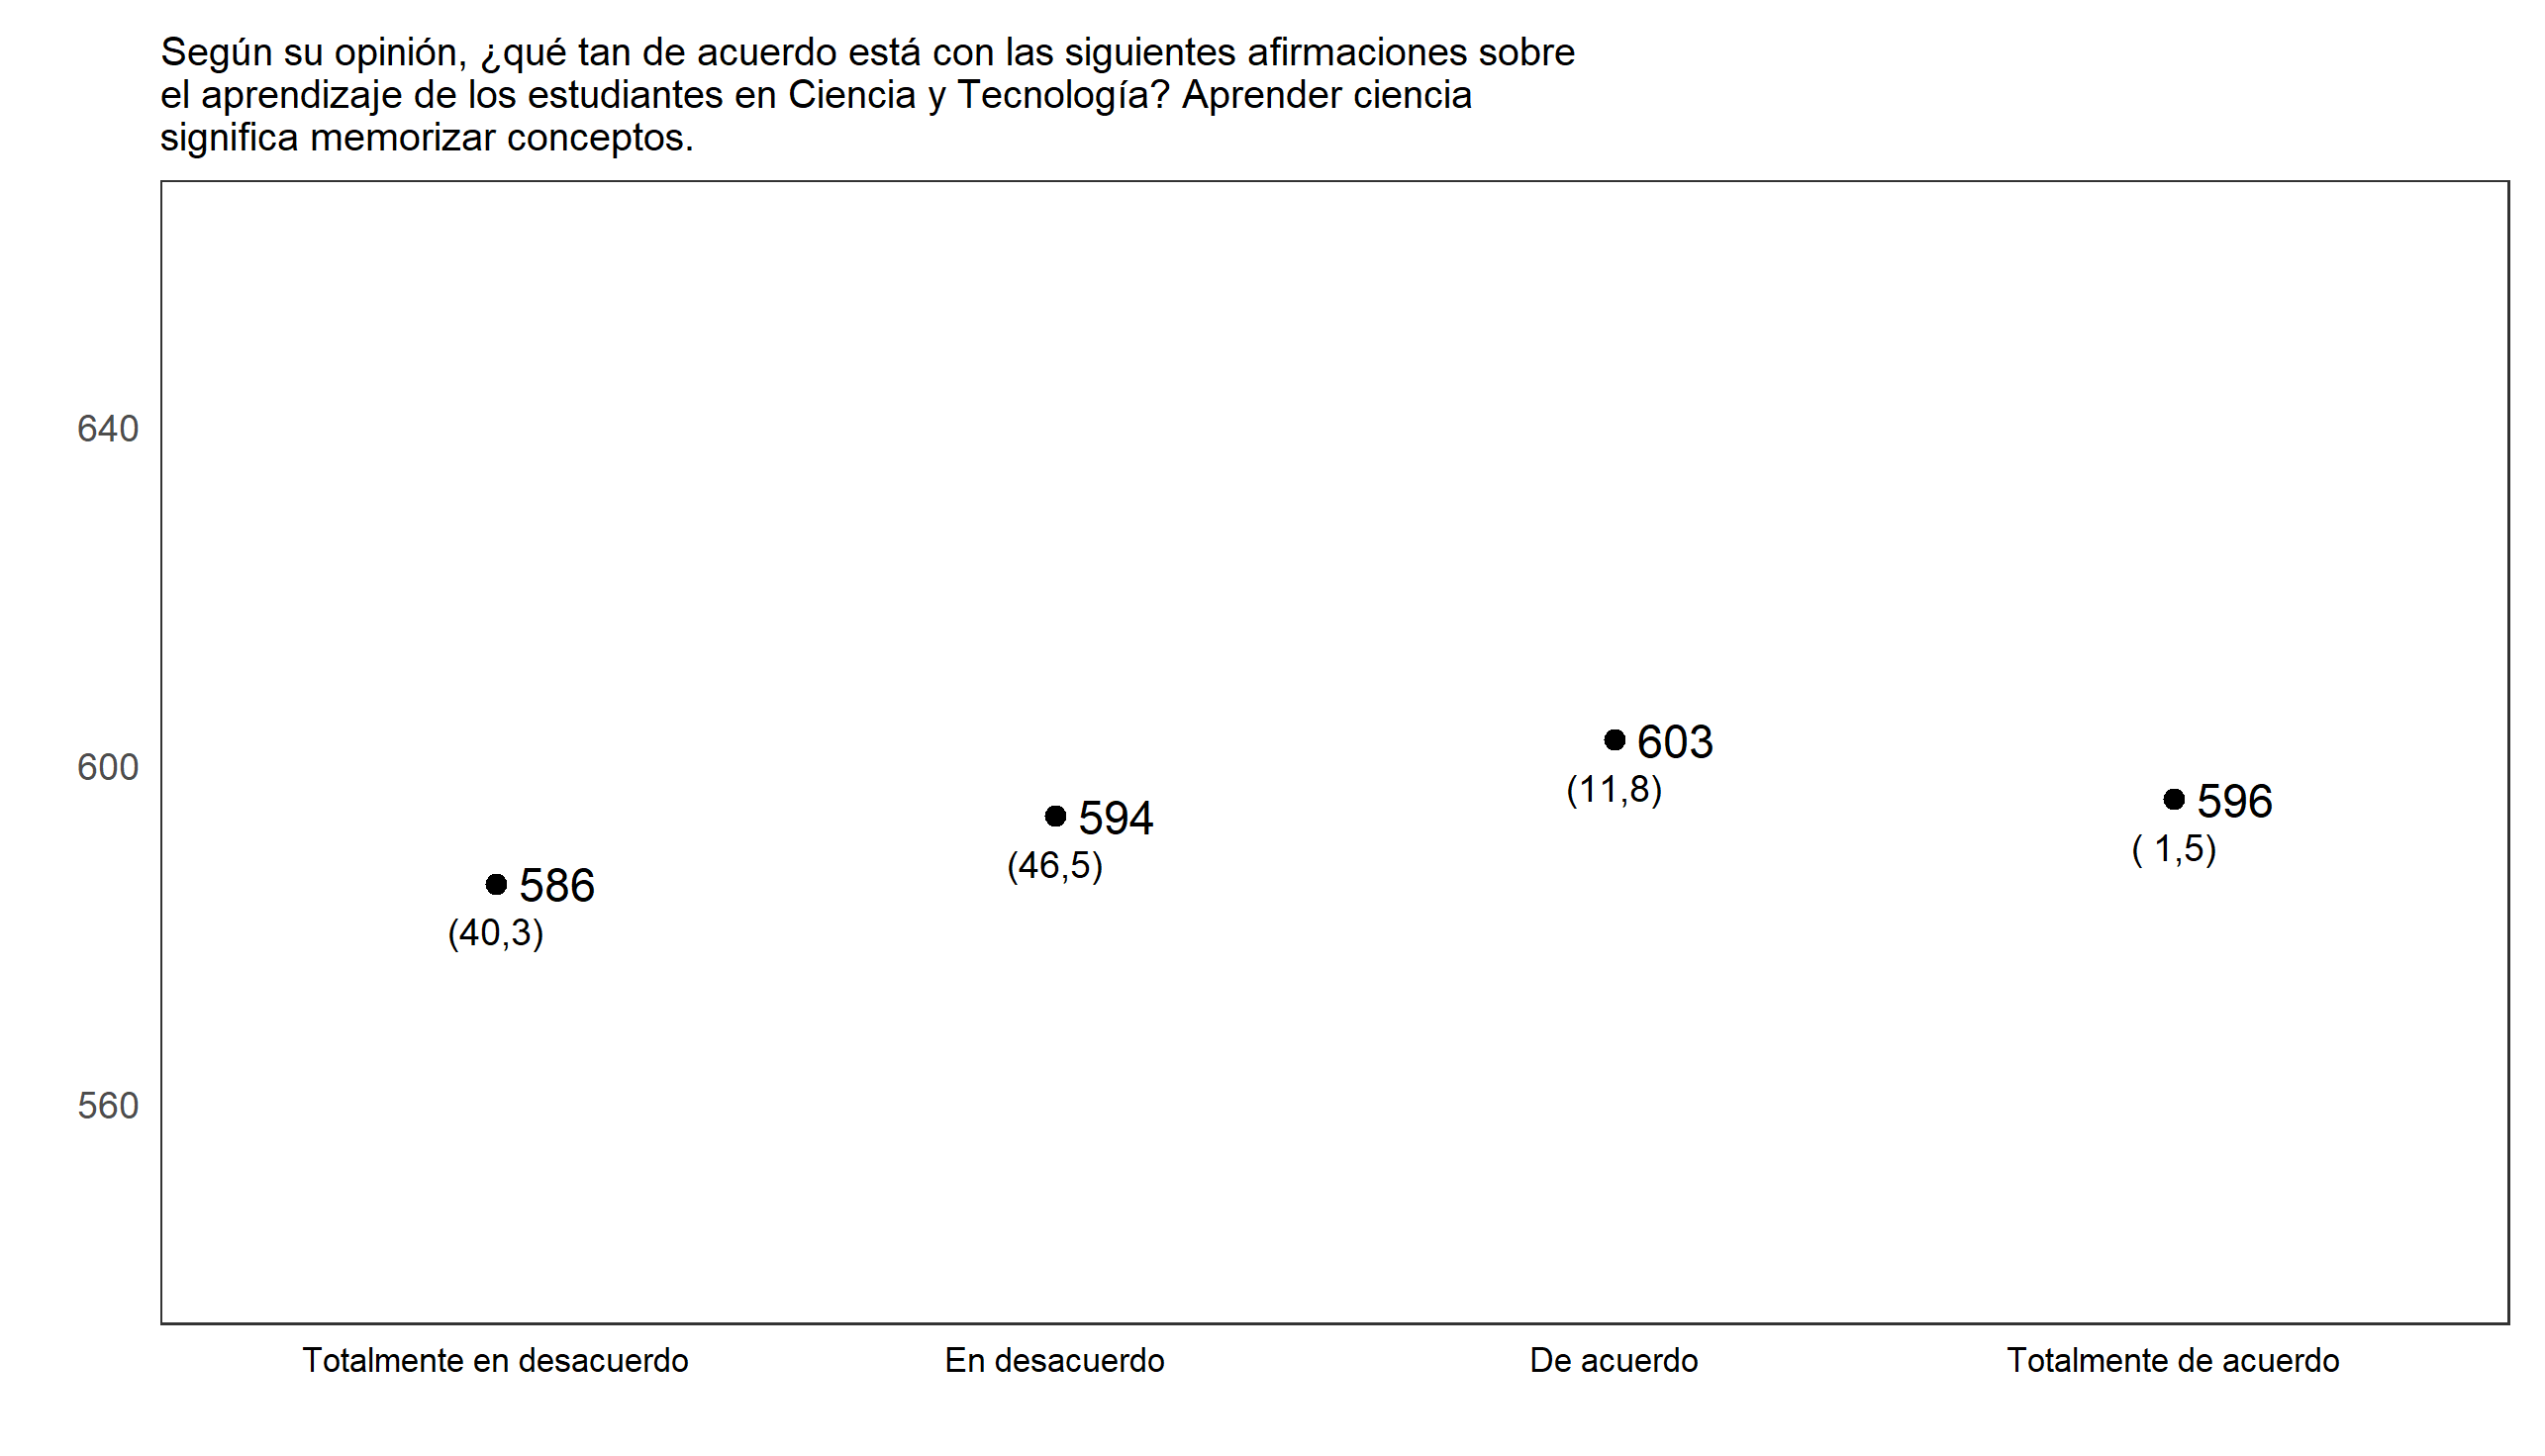 Según su opinión, ¿qué tan de acuerdo está con las siguientes afirmaciones sobre
el aprendizaje de los estudiantes en Ciencia y Tecnología? Aprender ciencia
significa memorizar conceptos.
640
600
560
603
(11,8)
596
( 1,5)
594
(46,5)
586
(40,3)
Totalmente en desacuerdo
En desacuerdo
De acuerdo
Totalmente de acuerdo